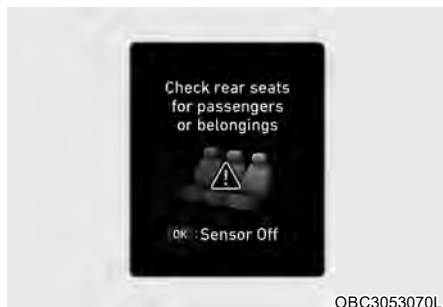 Check rear seats
for passengers
or belongings
OK : Sensor Off
OBC3053070L